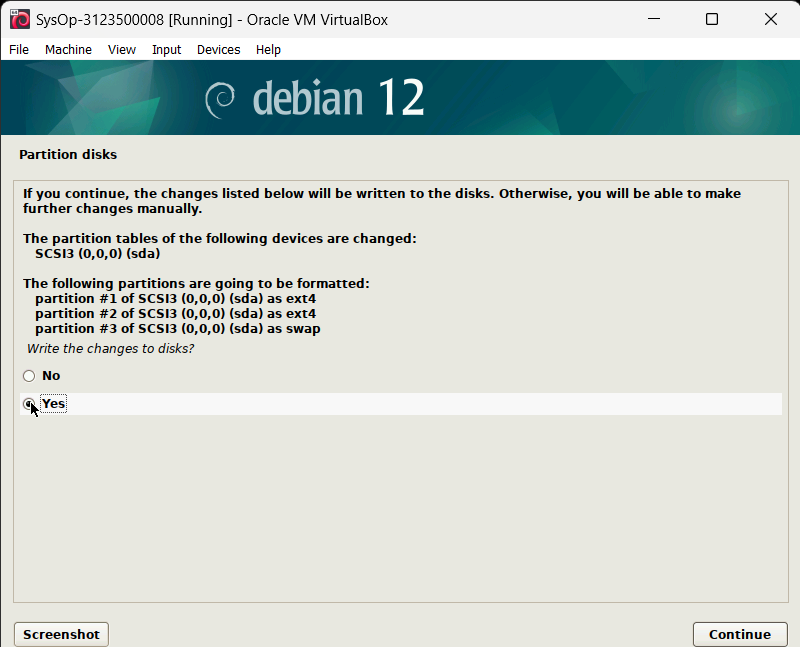 SysOp-3123500008 [Running] - Oracle VM VirtualBox
File Machine View Input Devices Help
debian 12
Partition disks
If you continue, the changes listed below will be written to the disks. Otherwise, you will be able to make
further changes manually.
The partition tables of the following devices are changed:
SCSI3 (0,0,0) (sda)
The following partitions are going to be formatted:
partition #1 of SCSI3 (0,0,0) (sda) as ext4
partition #2 of SCSI3 (0,0,0) (sda) as ext4
partition #3 of SCSI3 (0,0,0) (sda) as swap
Write the changes to disks?
No
Yes
Screenshot Continue